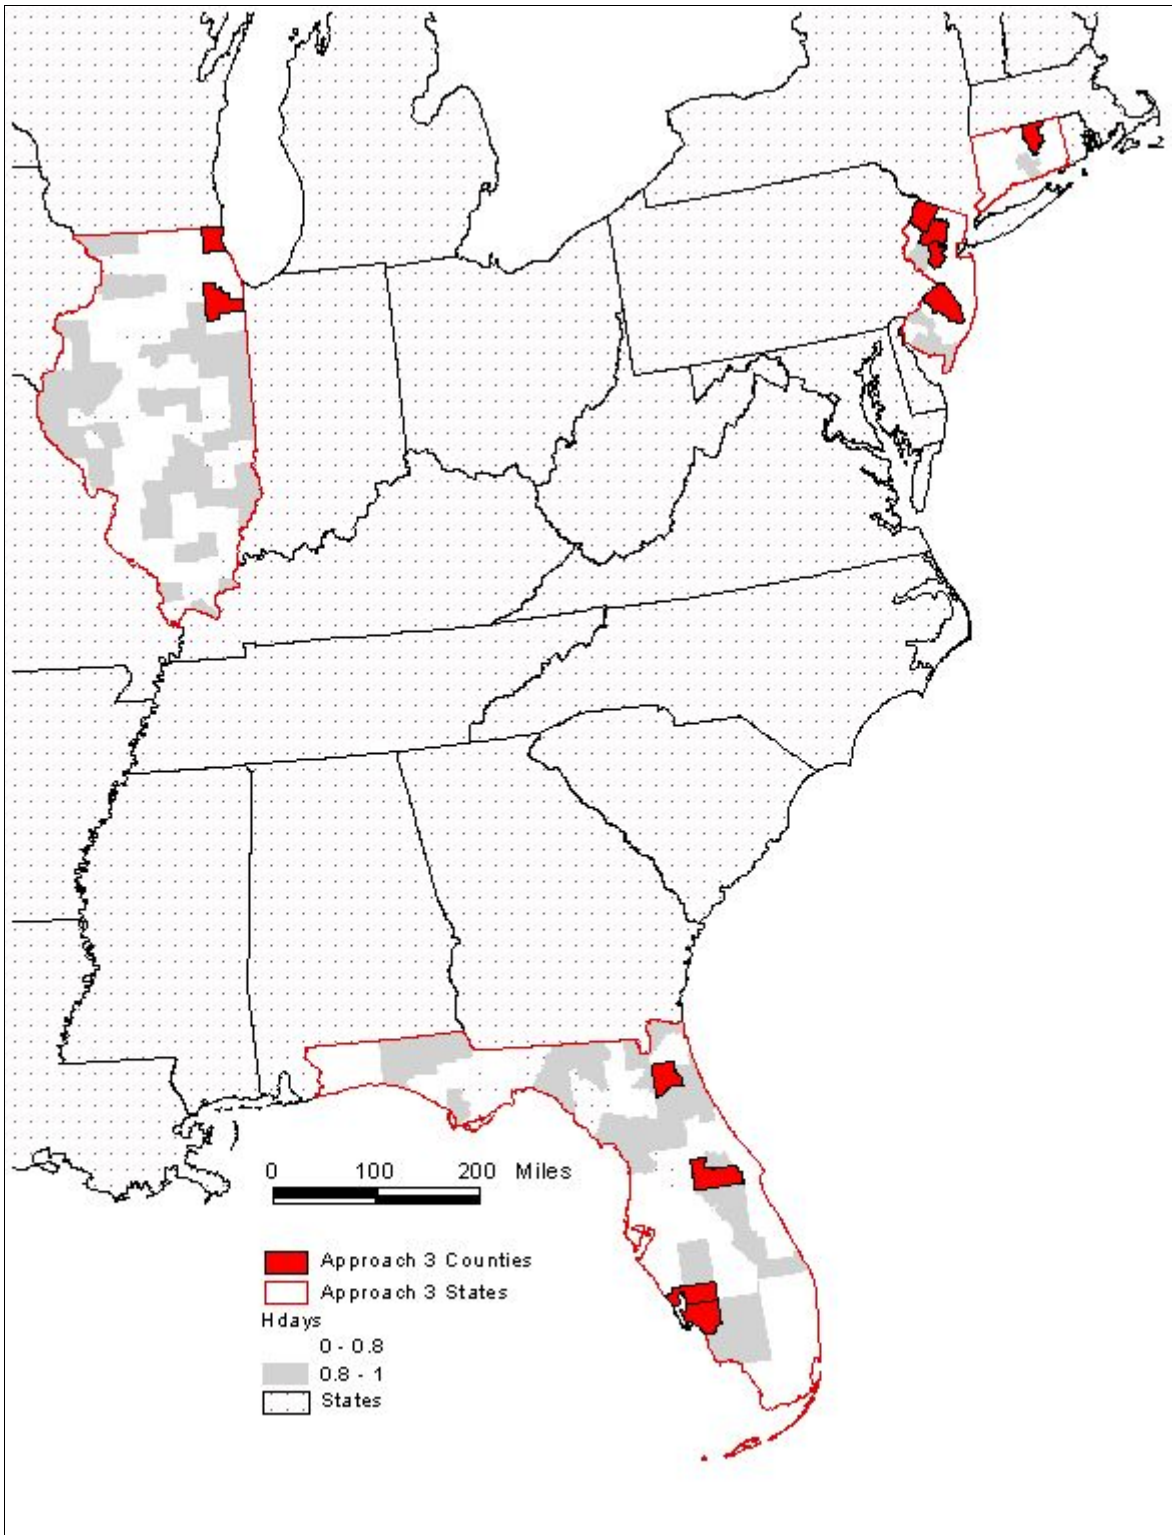 0 100 200 Miles
Approach 3 Counties
Approach 3 States
Hdays
0 - 0.8
0.8 - 1
States